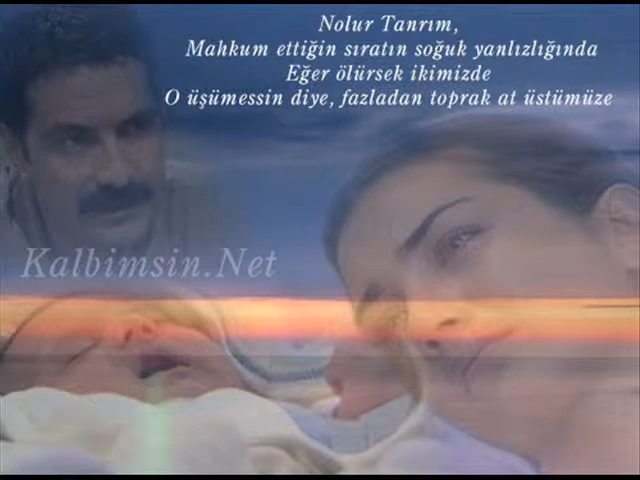 Nolur Tanrım,
Mahkum ettiğin sıratın soğuk yanlızlığında
Eğer ölürsek ikimizde
O üşümessin diye, fazladan toprak at üstümüze
Kalbimsin.Net